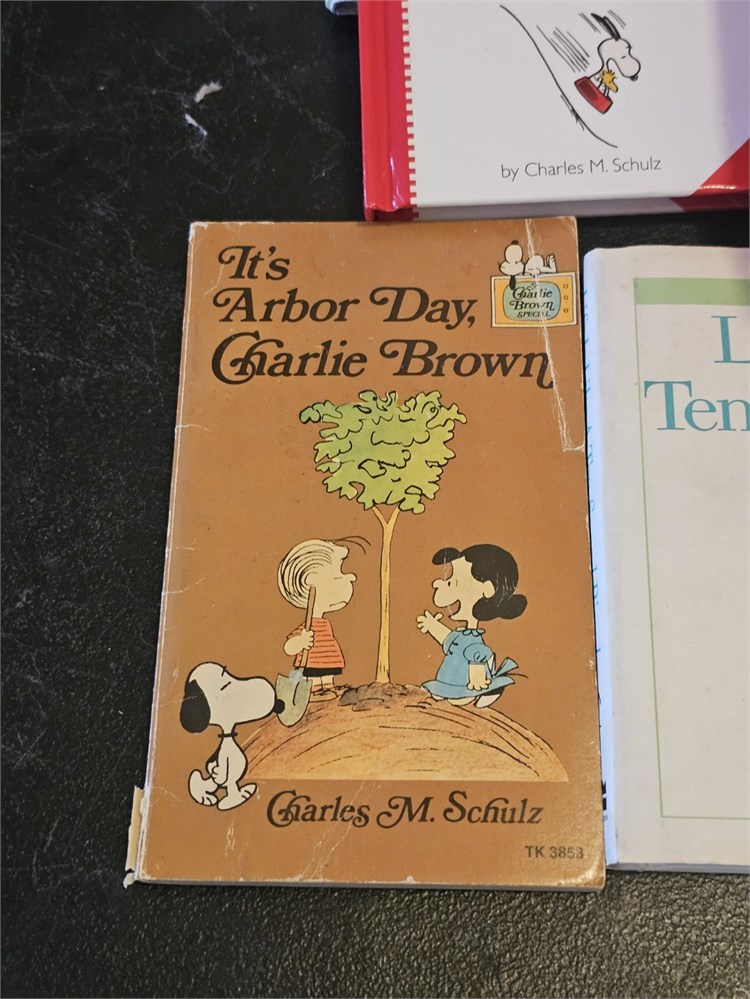 by Charles M. Schulz
It's
Arbor Day,
Charlie Brown
Charlie
Brown
SPECIAL
L
Ten
Charles M. Schulz
TK 3853